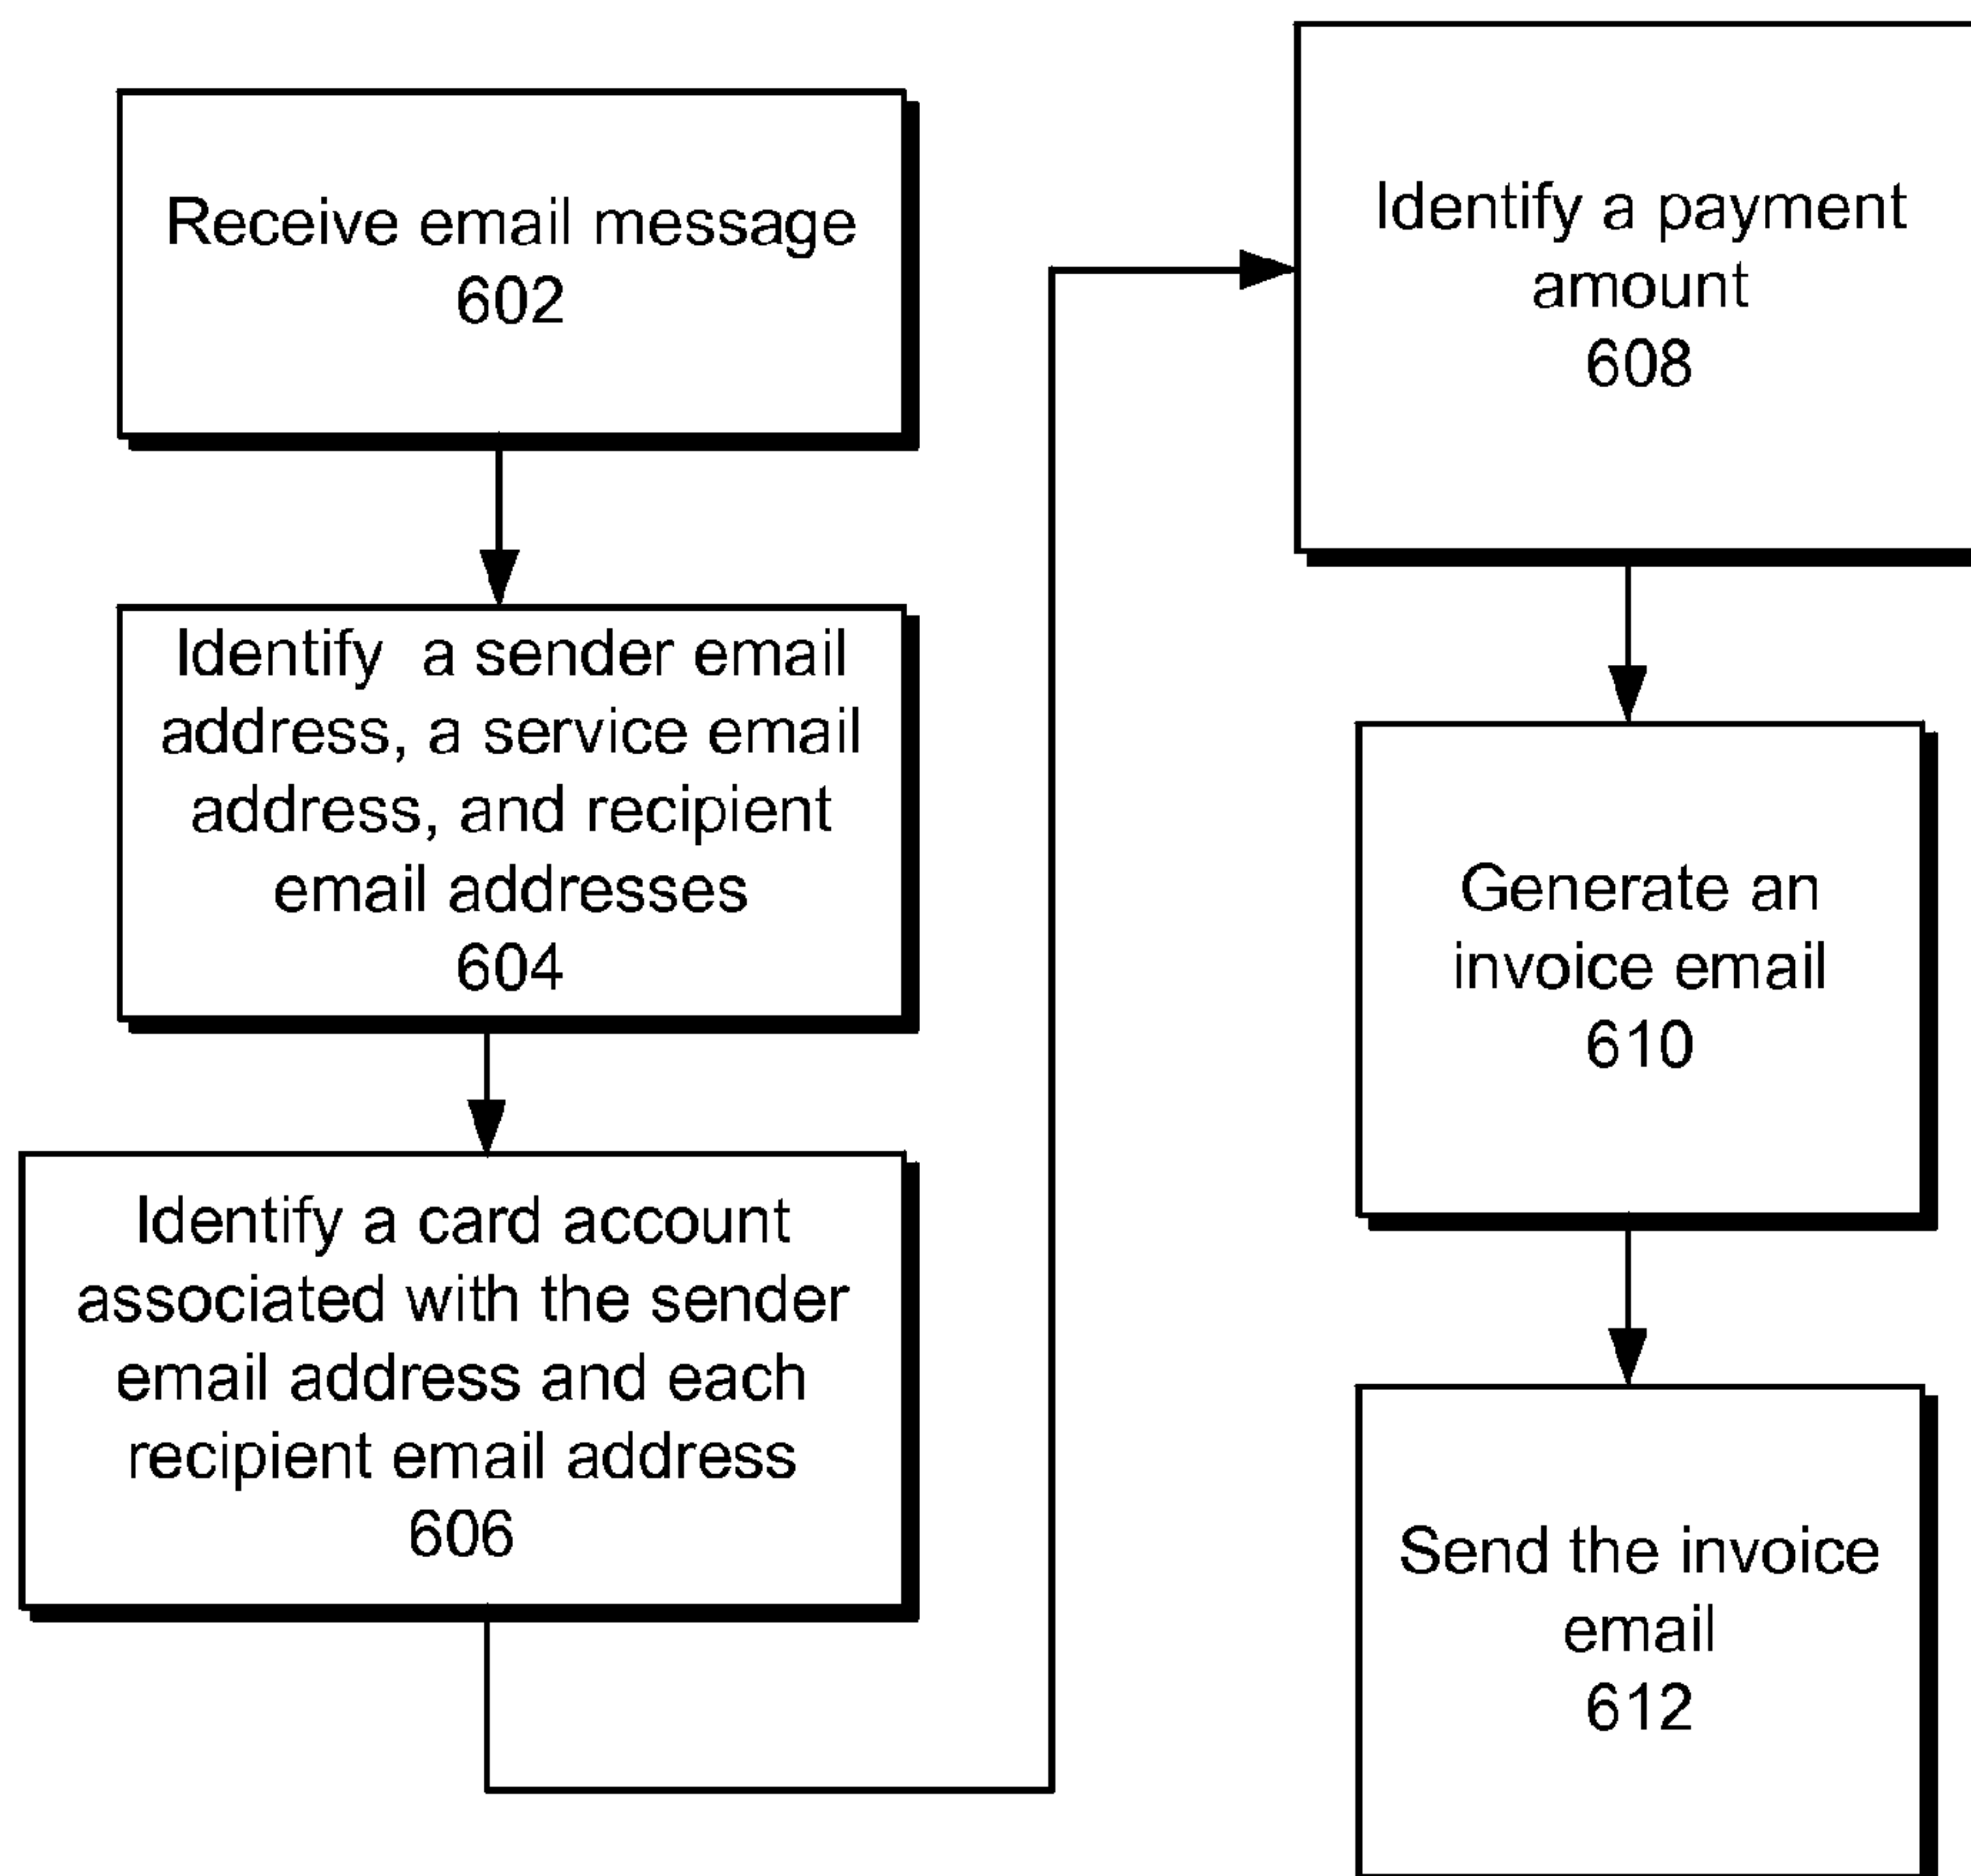 Receive email message
602
Identify a sender email
address, a service email
address, and recipient
email addresses
604
Identify a card account
associated with the sender
email address and each
recipient email address
606
Identify a payment
amount
608
Generate an
invoice email
610
Send the invoice
email
612